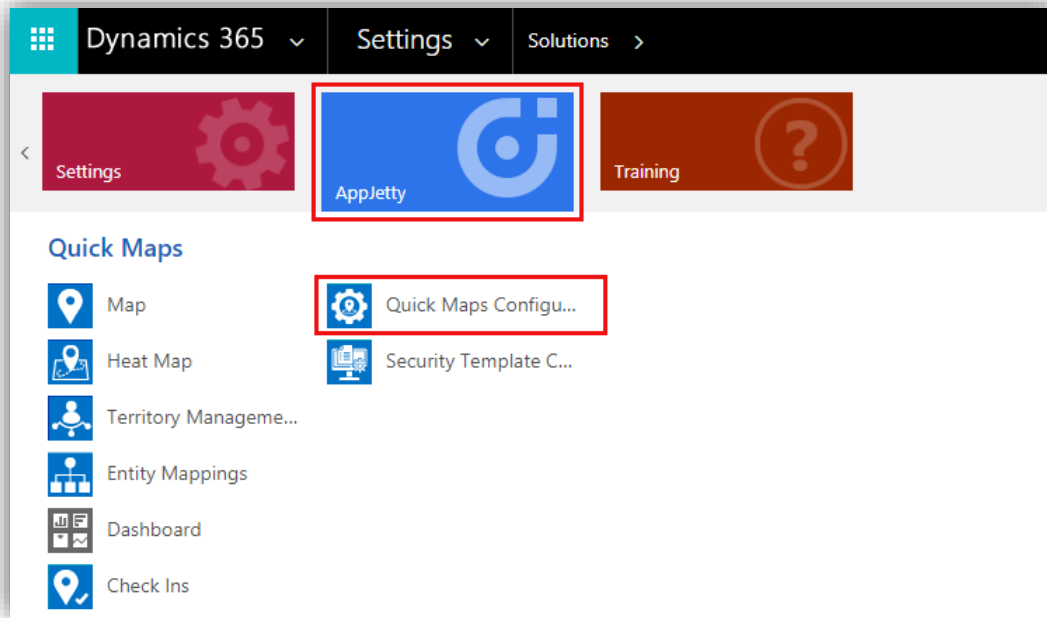 Dynamics 365 Settings Solutions
Settings
AppJetty
Training
Quick Maps
Map
Quick Maps Configu...
Heat Map
Security Template C...
Territory Manageme...
Entity Mappings
Dashboard
Check Ins